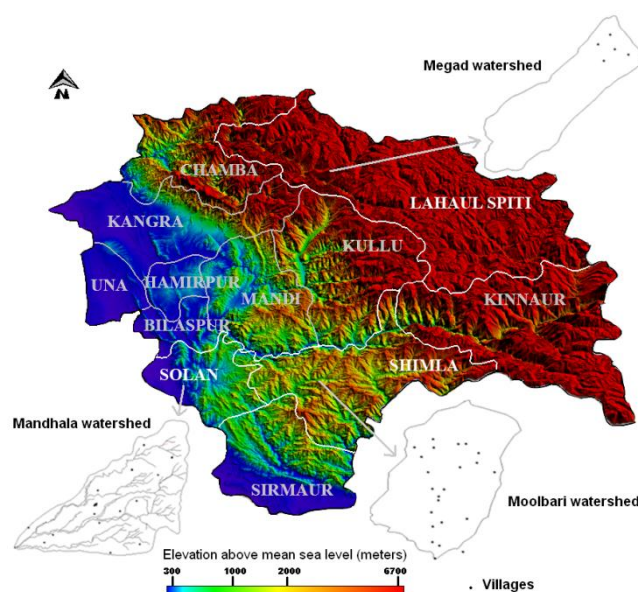 Megad watershed
N
CHAMBA
LAHAUL SPITI
KANGRA
KULLU
UNA
HAMIRPUR
MANDI
KINNAUR
BILASPUR
SOLAN
SHIMLA
Mandhala watershed
SIRMAUR
Moolbari watershed
Elevation above mean sea level (meters)
300 1000 2000 6700
Villages